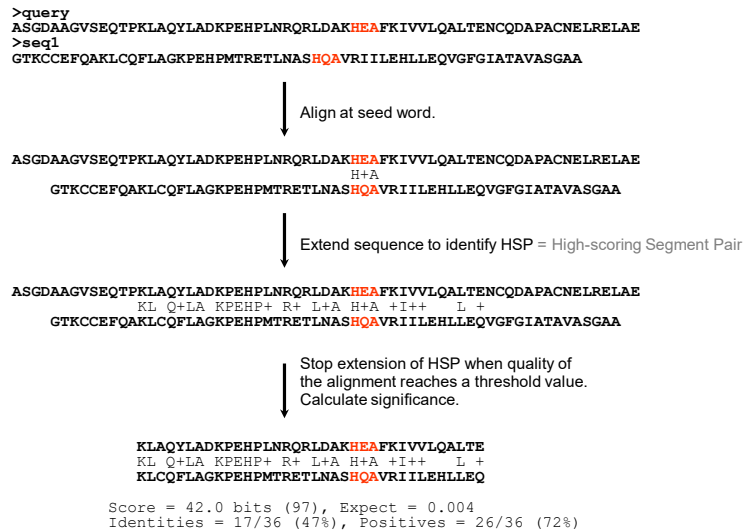 >query
ASGDAAGVSEQTPKLAQYLADKPEHPLNRQRLDAKHEAFKIVVLQALTENCQDAPACNELRELAE
>seq1
GTKCCEFQAKLCQFLAGKPEHPMTRETLNASHQAVRIILEHLLEQVGFGIATAVASGAA
Align at seed word.
ASGDAAGVSEQTPKLAQYLADKPEHPLNRQRLDAKHEAFKIVVLQALTENCQDAPACNELRELAE
H+A
GTKCCEFQAKLCQFLAGKPEHPMTRETLNASHQAVRIILEHLLEQVGFGIATAVASGAA
Extend sequence to identify HSP = High-scoring Segment Pair
ASGDAAGVSEQTPKLAQYLADKPEHPLNRQRLDAKHEAFKIVVLQALTENCQDAPACNELRELAE
KL Q+LA KPEHP+ R+ L+A H+A +I++ L +
GTKCCEFQAKLCQFLAGKPEHPMTRETLNASHQAVRIILEHLLEQVGFGIATAVASGAA
Stop extension of HSP when quality of
the alignment reaches a threshold value.
Calculate significance.
KLAQYLADKPEHPLNRQRLDAKHEAFKIVVLQALTE
KL Q+LA KPEHP+ R+ L+A H+A +I++ L +
KLCQFLAGKPEHPMTRETLNASHQAVRIILEHLLEQ
Score = 42.0 bits (97), Expect = 0.004
Identities = 17/36 (47%), Positives = 26/36 (72%)